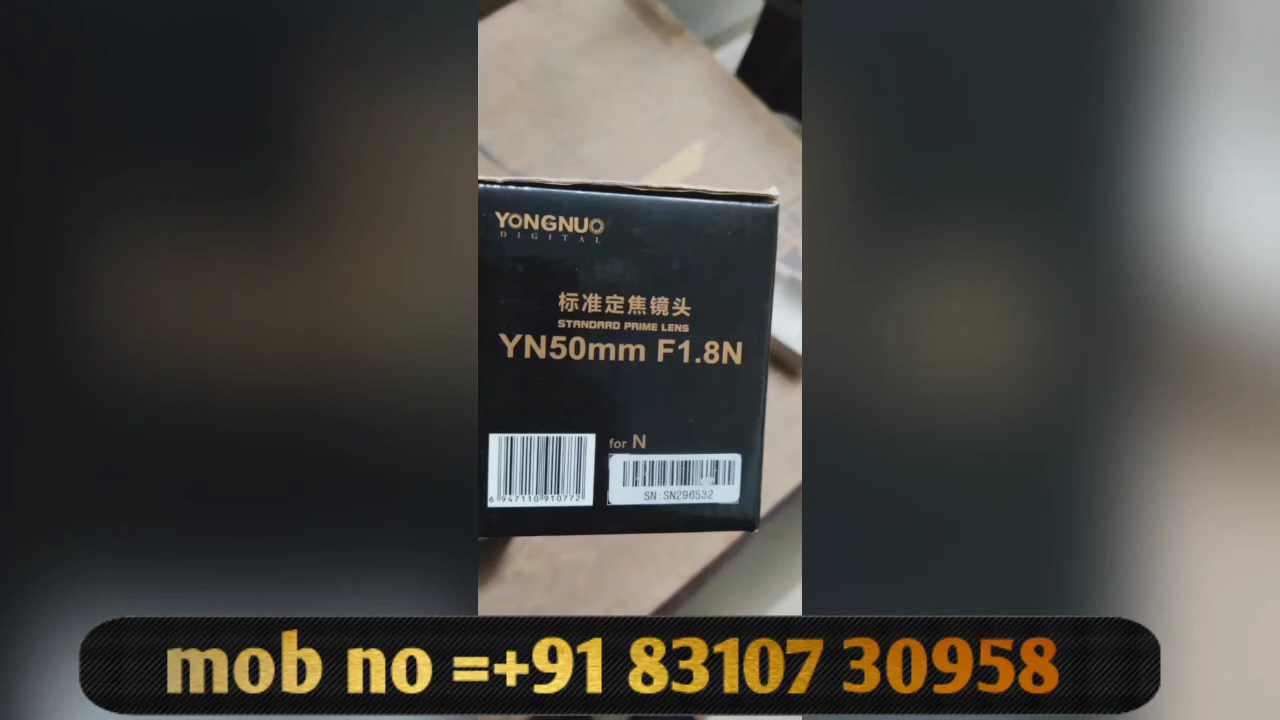 YONGNUO
DIGITAL
标准定焦镜头
STANDARD PRIME LENS
YN50mm F1.8N
for N
6 947110 910772
SN:SN296532
mob no =+91 83107 30958